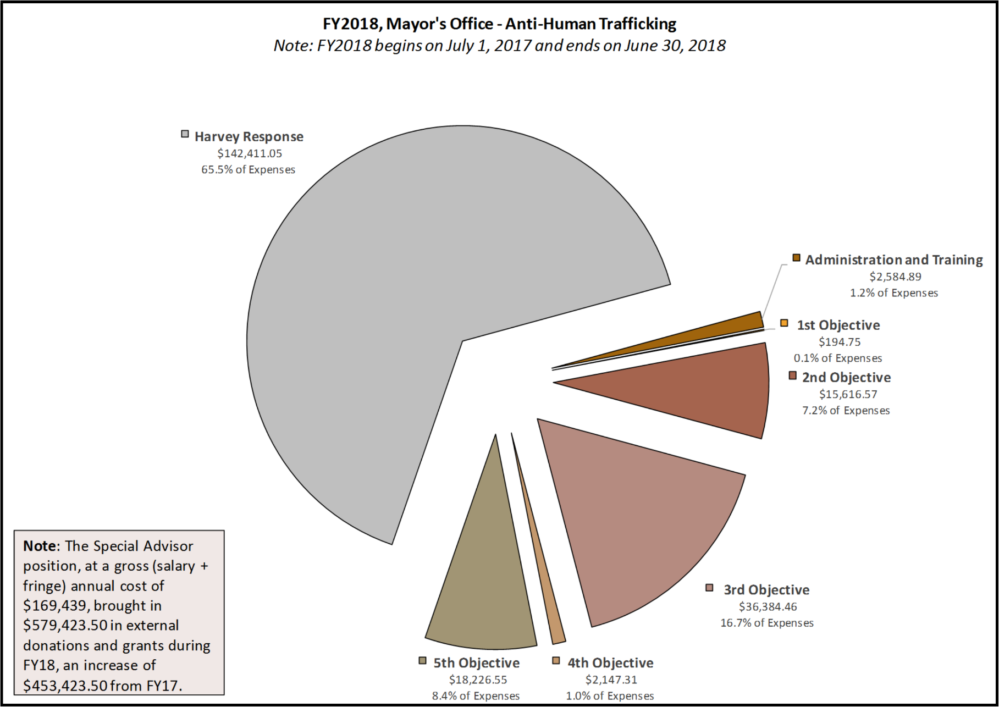 FY2018, Mayor's Office - Anti-Human Trafficking
Note: FY2018 begins on July 1, 2017 and ends on June 30, 2018
Harvey Response
$142,411.05
65.5% of Expenses
Administration and Training
$2,584.89
1.2% of Expenses
1st Objective
$194.75
0.1% of Expenses
2nd Objective
$15,616.57
7.2% of Expenses
3rd Objective
$36,384.46
16.7% of Expenses
4th Objective
$2,147.31
1.0% of Expenses
5th Objective
$18,226.55
8.4% of Expenses
Note: The Special Advisor
position, at a gross (salary +
fringe) annual cost of
$169,439, brought in
$579,423.50 in external
donations and grants during
FY18, an increase of
$453,423.50 from FY17.